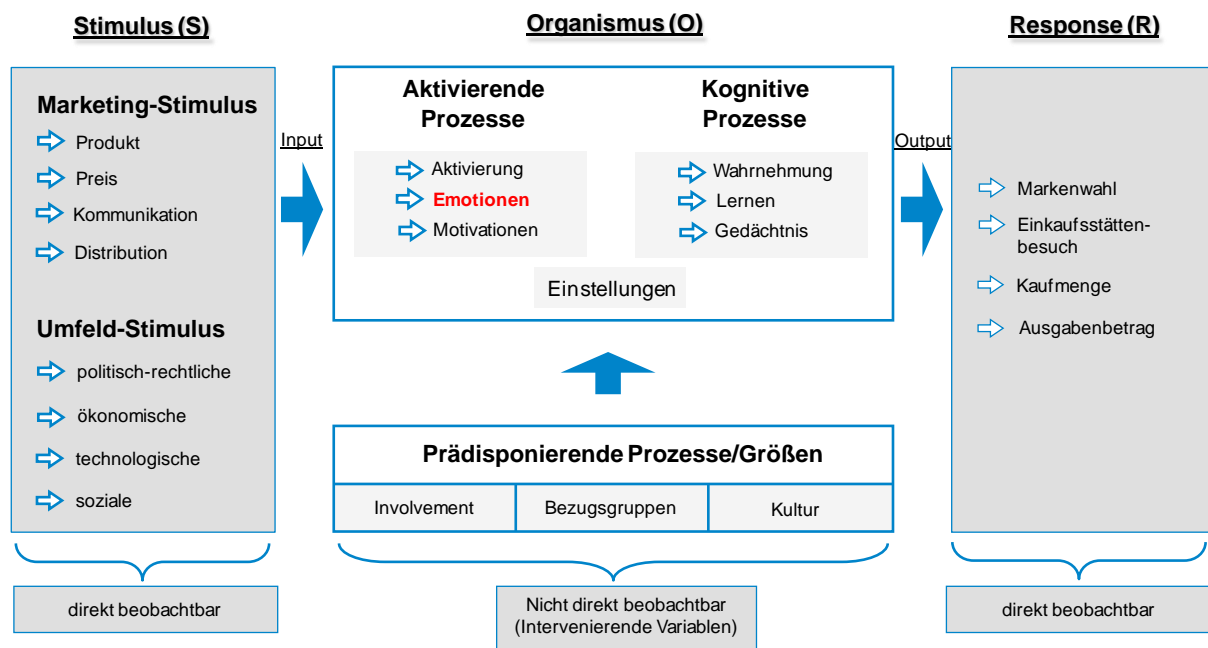 Stimulus (S)
Marketing-Stimulus
Produkt
Preis
Kommunikation
Distribution
Umfeld-Stimulus
politisch-rechtliche
ökonomische
technologische
soziale
direkt beobachtbar
Input
Organismus (O)
Aktivierende
Prozesse
Aktivierung
Emotionen
Motivationen
Kognitive
Prozesse
Wahrnehmung
Lernen
Gedächtnis
Einstellungen
Prädisponierende Prozesse/Größen
Involvement
Bezugsgruppen
Kultur
Nicht direkt beobachtbar
(Intervenierende Variablen)
Output
Response (R)
Markenwahl
Einkaufsstätten-
besuch
Kaufmenge
Ausgabenbetrag
direkt beobachtbar